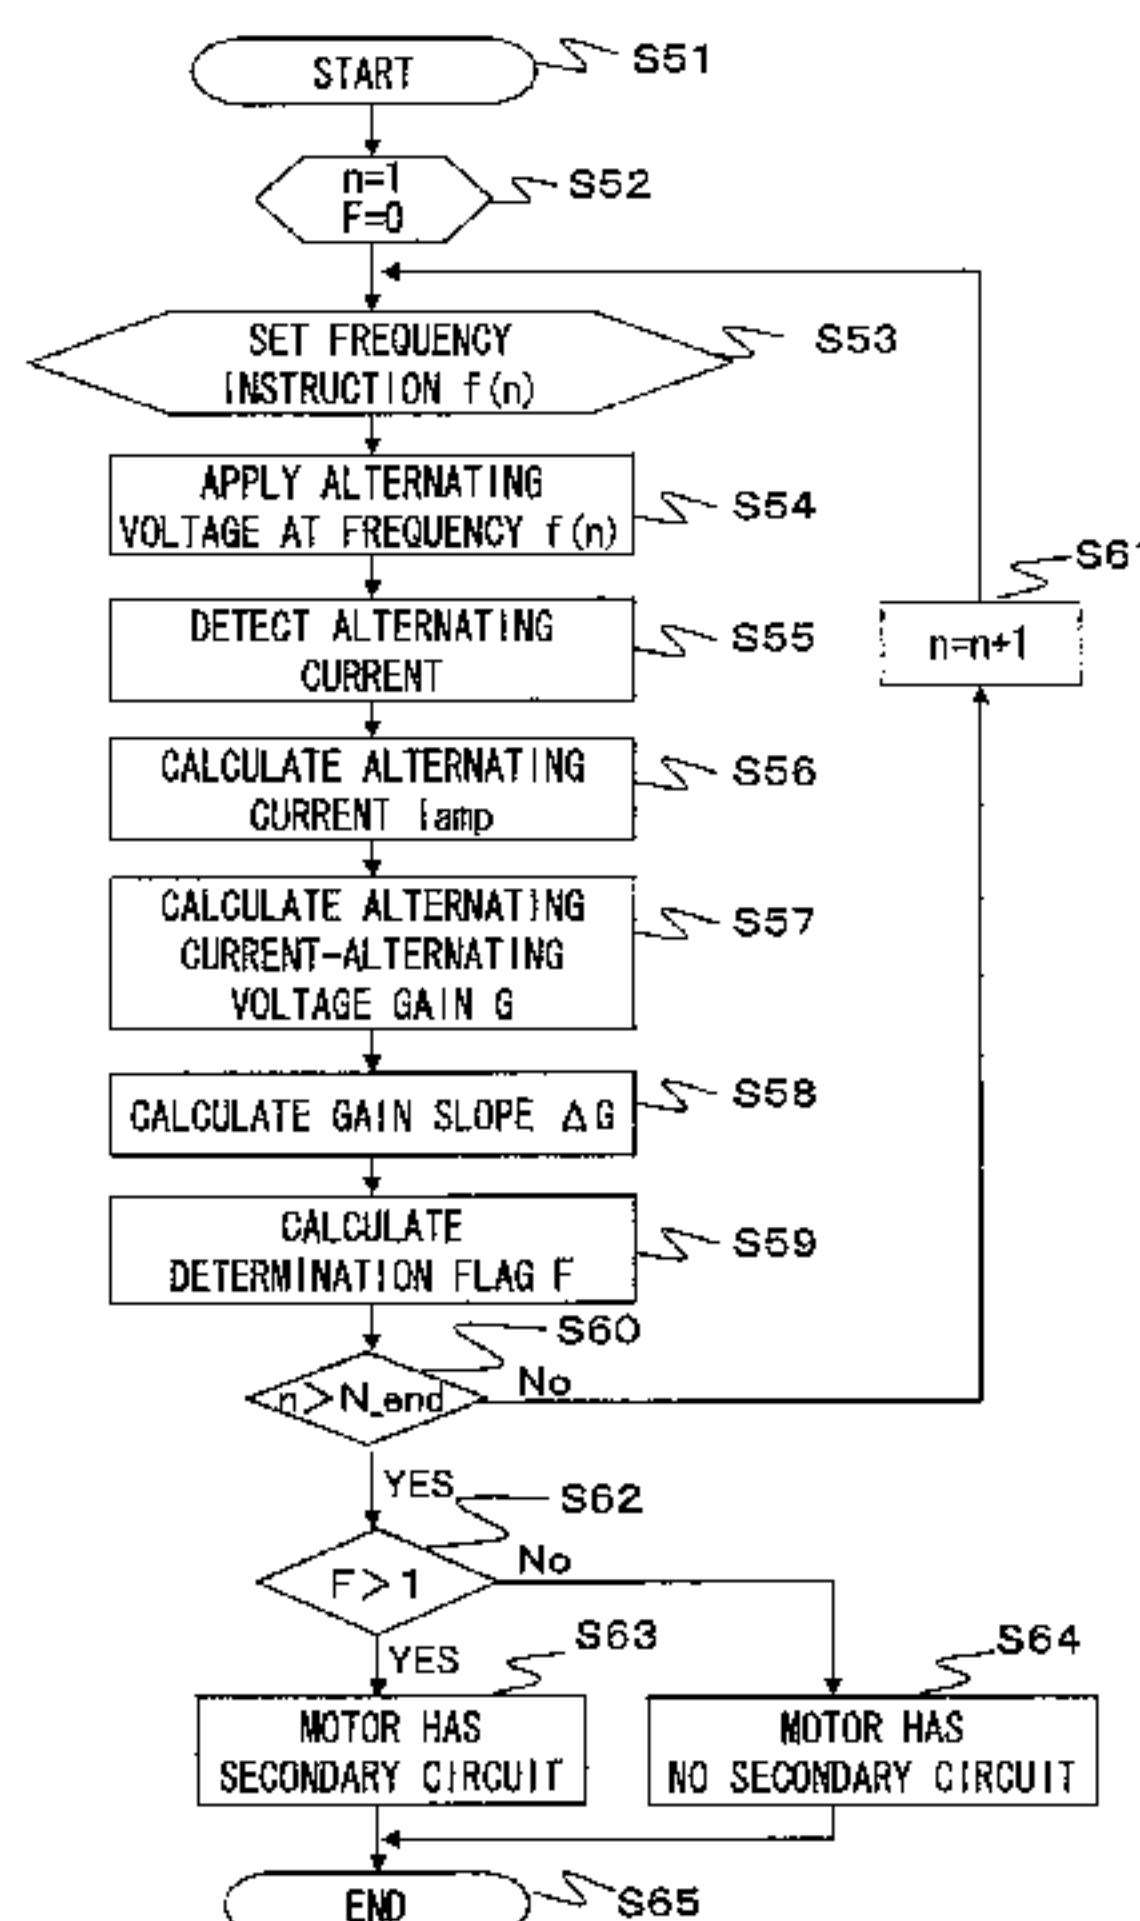 START
S51
n=1
F=0
S52
SET FREQUENCY
INSTRUCTION f(n)
S53
APPLY ALTERNATING
VOLTAGE AT FREQUENCY f(n)
S54
DETECT ALTERNATING
CURRENT
S55
S61
n=n+1
CALCULATE ALTERNATING
CURRENT Iamp
S56
CALCULATE ALTERNATING
CURRENT-ALTERNATING
VOLTAGE GAIN G
S57
CALCULATE GAIN SLOPE ΔG
S58
CALCULATE
DETERMINATION FLAG F
S59
S60
n>N_end
No
YES
S62
F>1
No
YES
S63
S64
MOTOR HAS
SECONDARY CIRCUIT
MOTOR HAS
NO SECONDARY CIRCUIT
END
S65